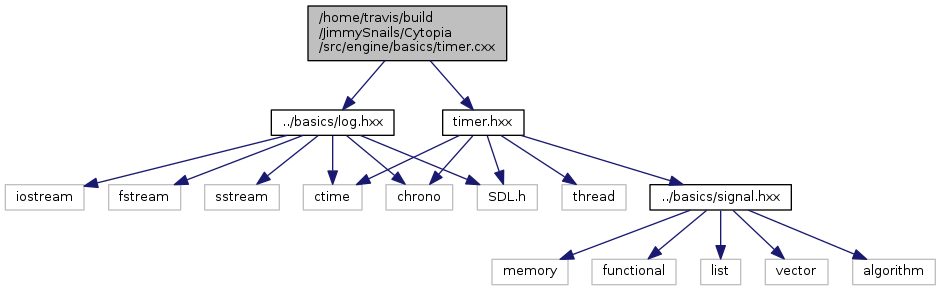 /home/travis/build
/JimmySnails/Cytopia
/src/engine/basics/timer.cxx
../basics/log.hxx
timer.hxx
iostream
fstream
sstream
ctime
chrono
SDL.h
thread
../basics/signal.hxx
memory
functional
list
vector
algorithm